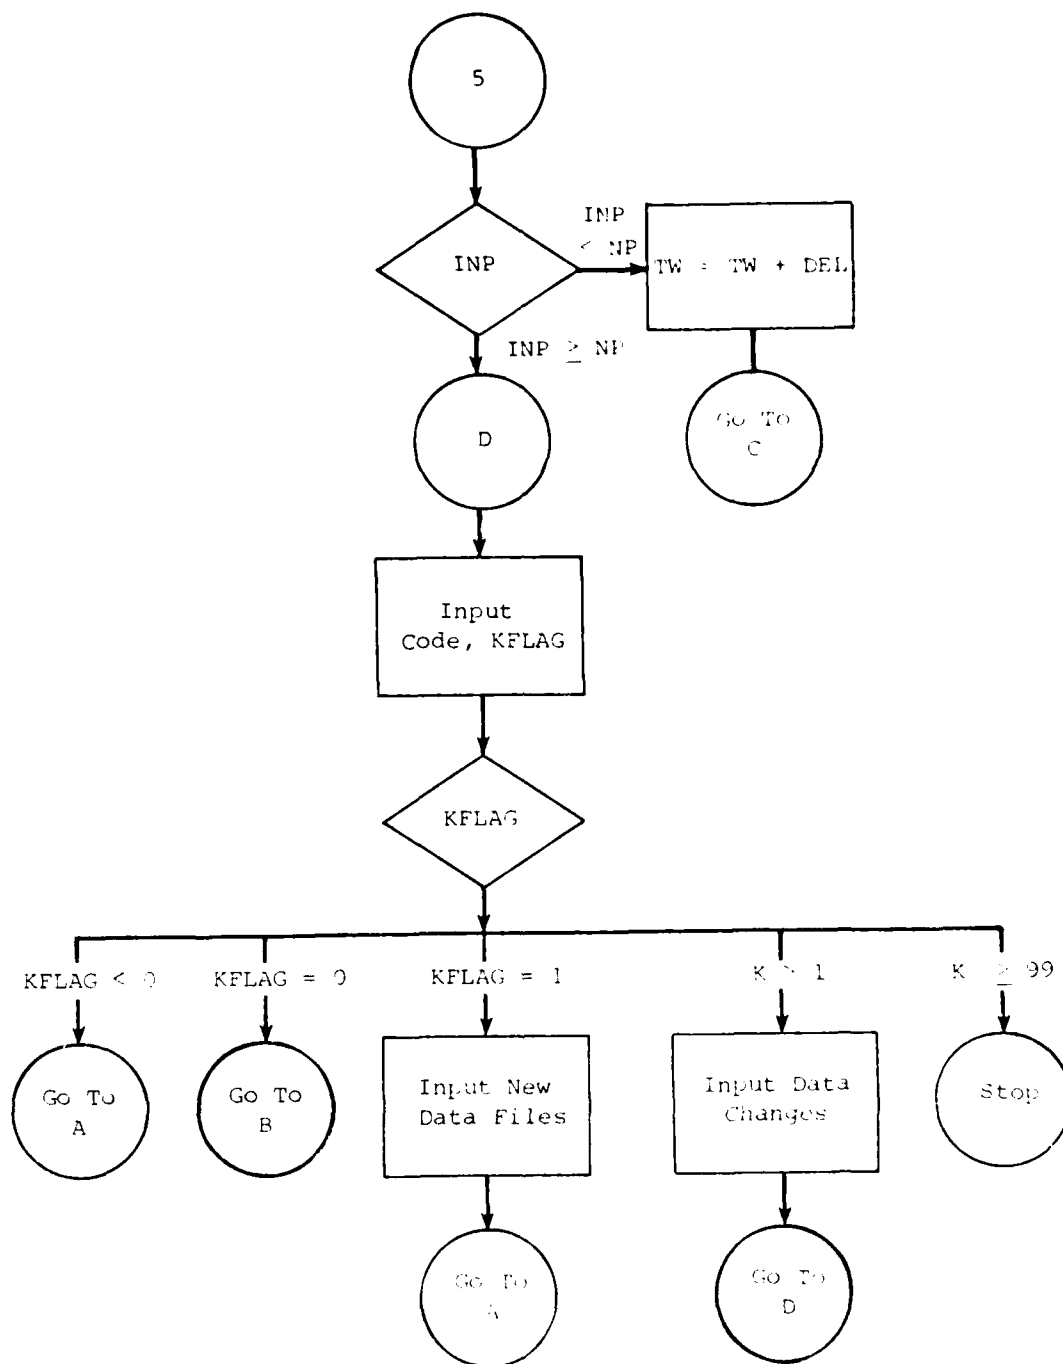 5
INP
INP
< NP
TW = TW + DEL
INP ≥ NP
D
Go To
C
Input
Code, KFLAG
KFLAG
KFLAG < 0
KFLAG = 0
KFLAG = 1
K > 1
K ≥ 99
Go To
A
Go To
B
Input New
Data Files
Input Data
Changes
Stop
Go To
A
Go To
D